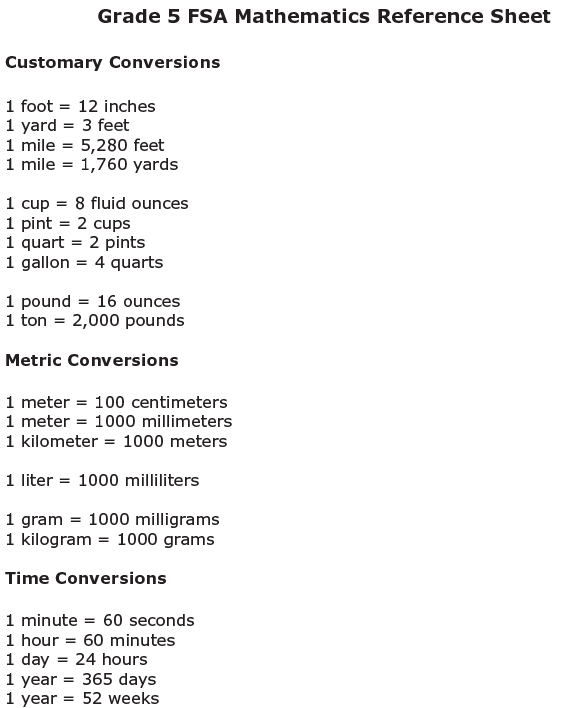 Grade 5 FSA Mathematics Reference Sheet
Customary Conversions
1 foot = 12 inches
1 yard = 3 feet
1 mile = 5,280 feet
1 mile = 1,760 yards
1 cup = 8 fluid ounces
1 pint = 2 cups
1 quart = 2 pints
1 gallon = 4 quarts
1 pound = 16 ounces
1 ton = 2,000 pounds
Metric Conversions
1 meter = 100 centimeters
1 meter = 1000 millimeters
1 kilometer = 1000 meters
1 liter = 1000 milliliters
1 gram = 1000 milligrams
1 kilogram = 1000 grams
Time Conversions
1 minute = 60 seconds
1 hour = 60 minutes
1 day = 24 hours
1 year = 365 days
1 year = 52 weeks